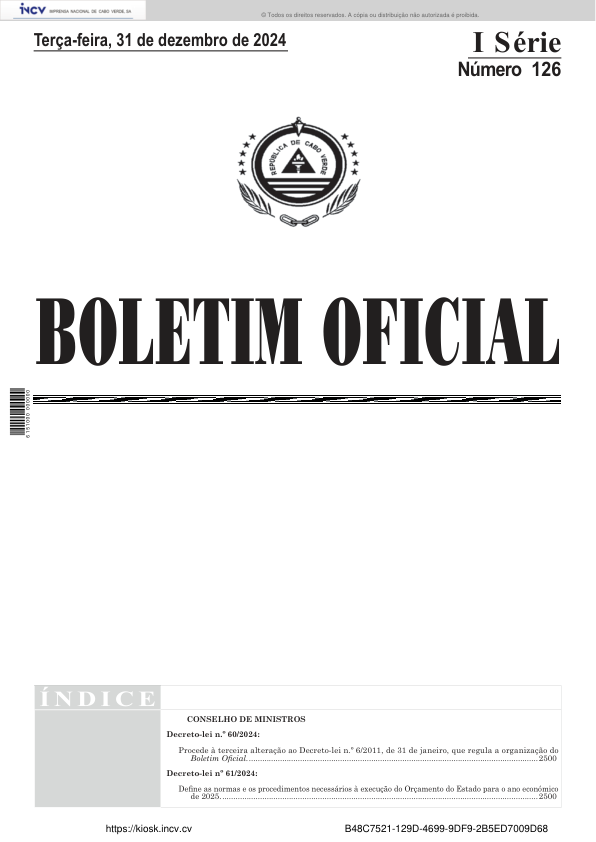 INCV IMPRENSA NACIONAL DE CABO VERDE, SA
© Todos os direitos reservados. A cópia ou distribuição não autorizada é proibida.
Terça-feira, 31 de dezembro de 2024
I Série
Número 126
REPÚBLICA DE CABO VERDE
BOLETIM OFICIAL
ÍNDICE
CONSELHO DE MINISTROS
Decreto-lei n.º 60/2024:
Procede à terceira alteração ao Decreto-lei n.º 6/2011, de 31 de janeiro, que regula a organização do
Boletim Oficial.....2500
Decreto-lei nº 61/2024:
Define as normas e os procedimentos necessários à execução do Orçamento do Estado para o ano económico
de 2025.....2500
https://kiosk.incv.cv
B48C7521-129D-4699-9DF9-2B5ED7009D68